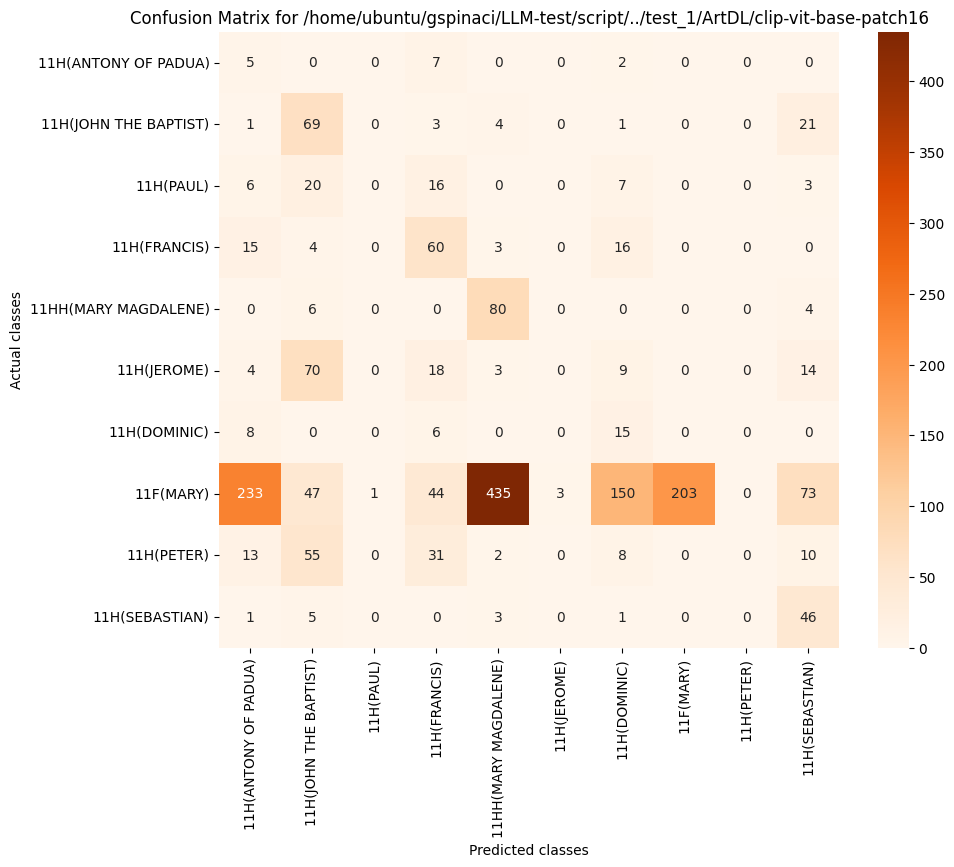 Confusion Matrix for /home/ubuntu/gspinaci/LLM-test/script/../test_1/ArtDL/clip-vit-base-patch16
11H(ANTONY OF PADUA) 5 0 0 7 0 0 2 0 0 0
11H(JOHN THE BAPTIST) 1 69 0 3 4 0 1 0 0 21
11H(PAUL) 6 20 0 16 0 0 7 0 0 3
11H(FRANCIS) 15 4 0 60 3 0 16 0 0 0
11HH(MARY MAGDALENE) 0 6 0 0 80 0 0 0 0 4
11H(JEROME) 4 70 0 18 3 0 9 0 0 14
11H(DOMINIC) 8 0 0 6 0 0 15 0 0 0
11F(MARY) 233 47 1 44 435 3 150 203 0 73
11H(PETER) 13 55 0 31 2 0 8 0 0 10
11H(SEBASTIAN) 1 5 0 0 3 0 1 0 0 46
Actual classes
11H(ANTONY OF PADUA)
11H(JOHN THE BAPTIST)
11H(PAUL)
11H(FRANCIS)
11HH(MARY MAGDALENE)
11H(JEROME)
11H(DOMINIC)
11F(MARY)
11H(PETER)
11H(SEBASTIAN)
Predicted classes
400
350
300
250
200
150
100
50
0